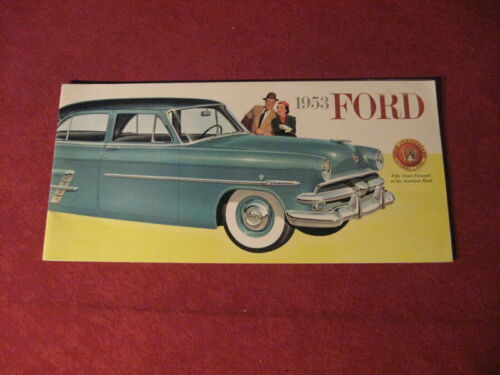 1953 FORD
Fifty Years Forward
on the American Road